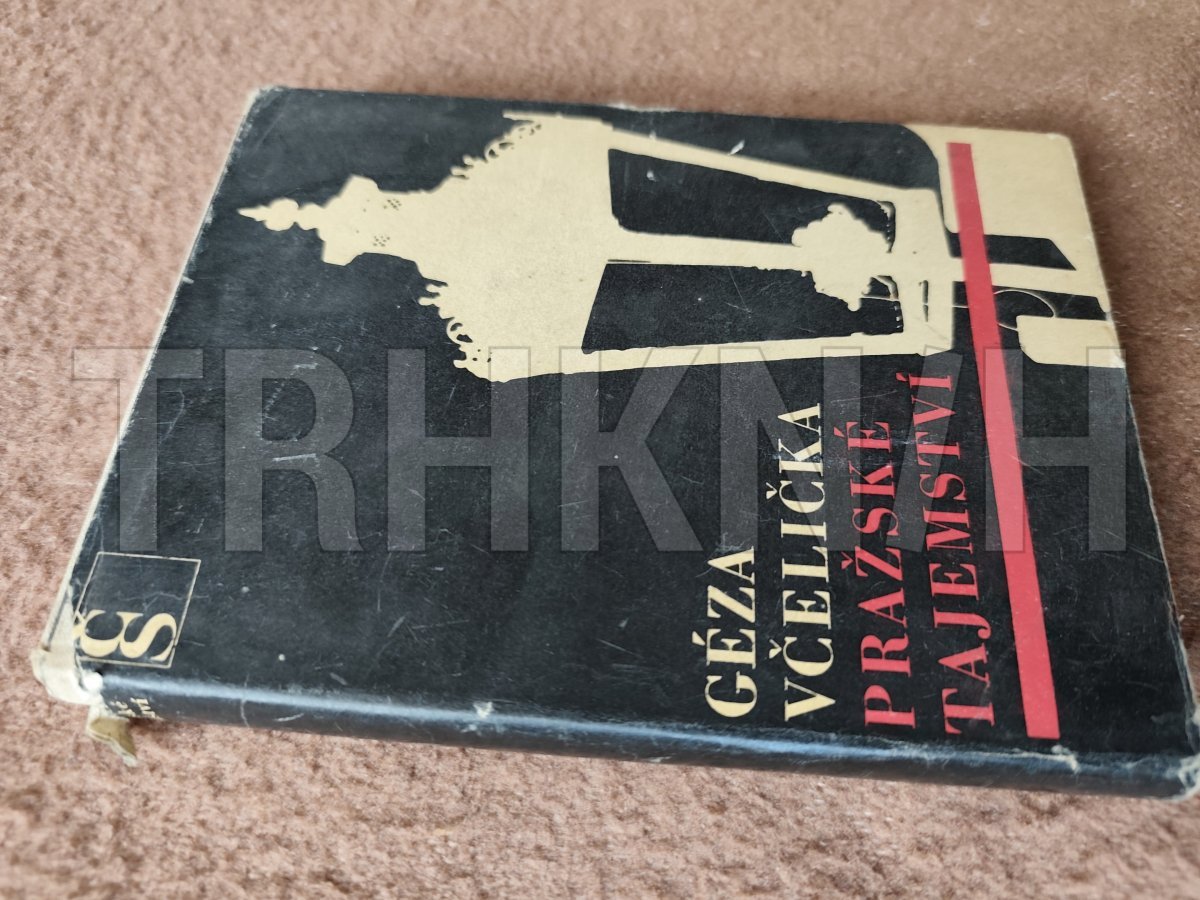 GÉZA
VČELIČKA
PRAŽSKÉ
TAJEMSTVÍ
ČS
TRHKNIH